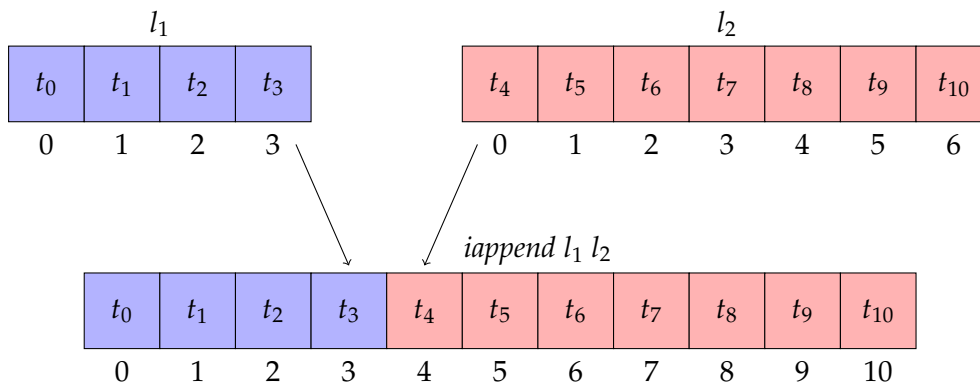 l₁ l₂
t₀ t₁ t₂ t₃ t₄ t₅ t₆ t₇ t₈ t₉ t₁₀
0 1 2 3 0 1 2 3 4 5 6
iappend l₁ l₂
t₀ t₁ t₂ t₃ t₄ t₅ t₆ t₇ t₈ t₉ t₁₀
0 1 2 3 4 5 6 7 8 9 10